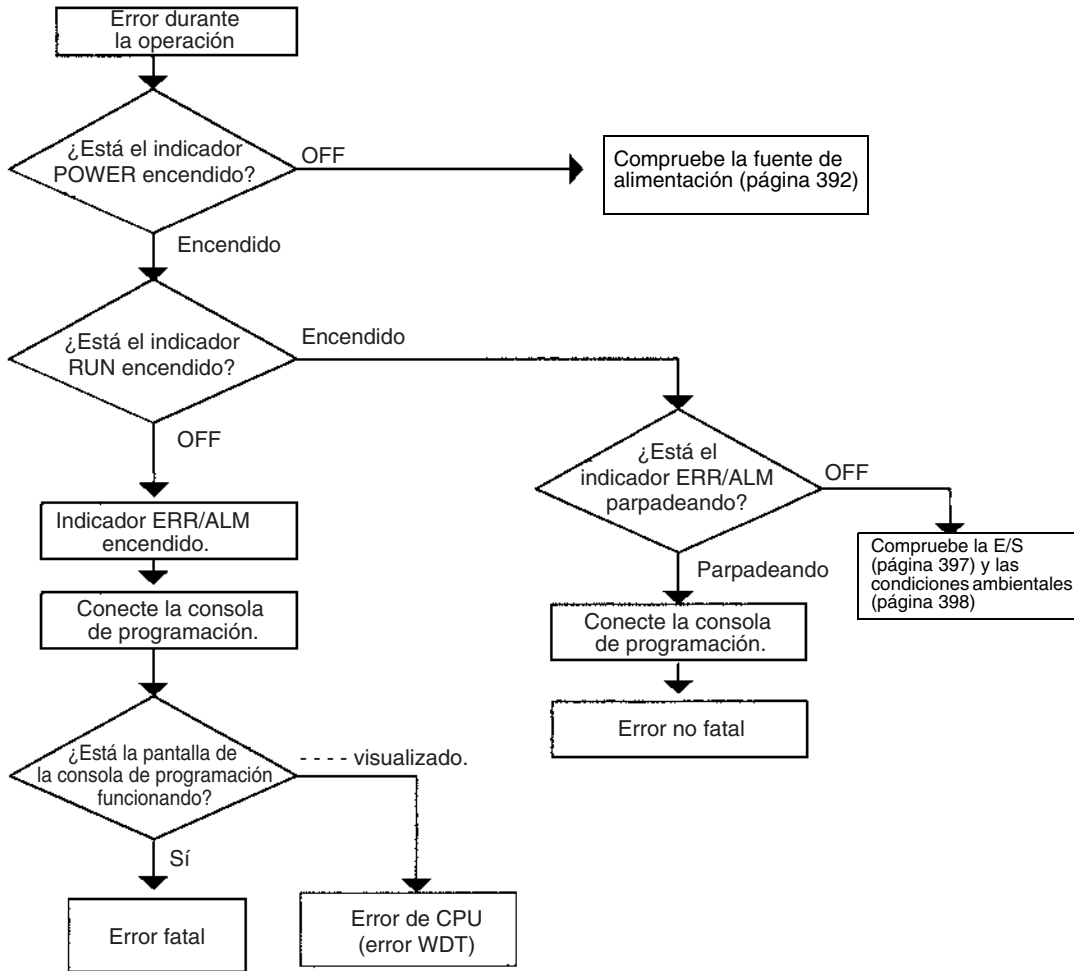 Error durante
la operación
¿Está el indicador
POWER encendido?
OFF
Compruebe la fuente de
alimentación (página 392)
Encendido
¿Está el indicador
RUN encendido?
Encendido
OFF
¿Está el
indicador ERR/ALM
parpadeando?
OFF
Indicador ERR/ALM
encendido.
Compruebe la E/S
(página 397) y las
condiciones ambientales
(página 398)
Parpadeando
Conecte la consola
de programación.
Conecte la consola
de programación.
Error no fatal
¿Está la pantalla de
la consola de programación
funcionando?
- - - - visualizado.
Sí
Error fatal
Error de CPU
(error WDT)